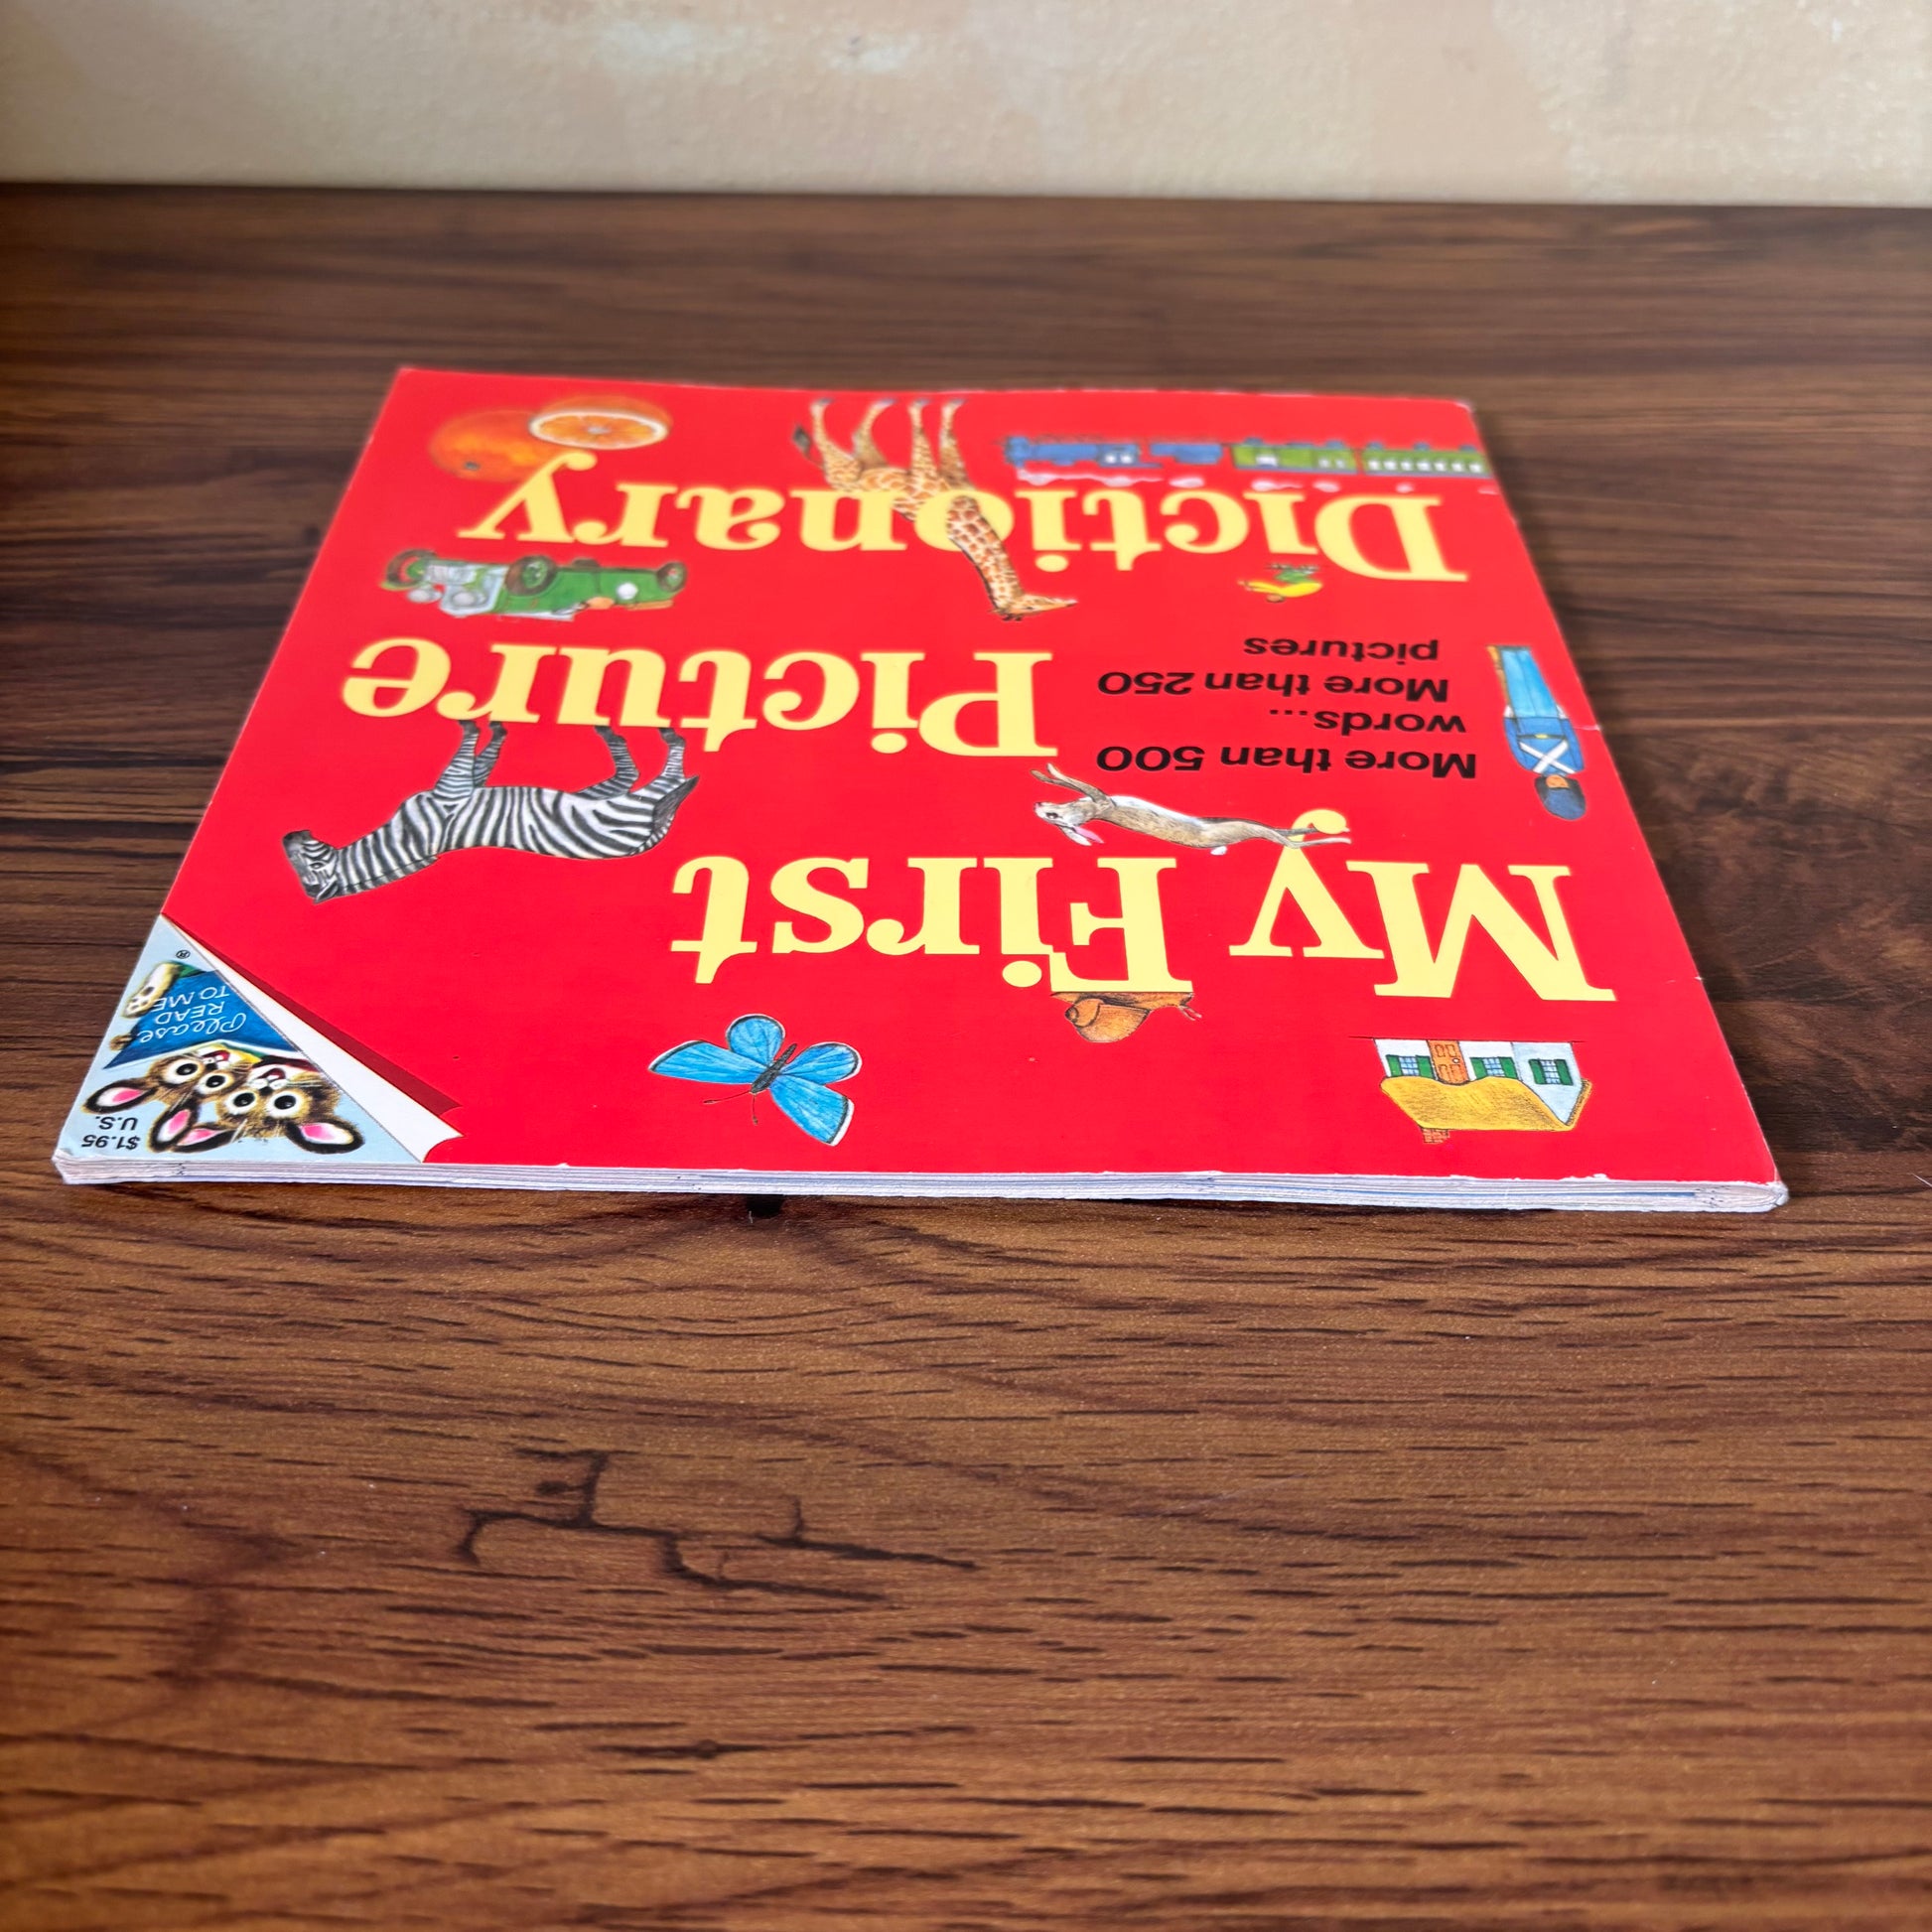 $1.95
U.S.
Please
READ
TO ME
®
My First
More than 500
words...
More than 250
pictures
Picture
Dictionary